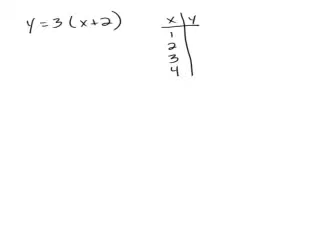 y = 3 ( x + 2 )
x y
1
2
3
4